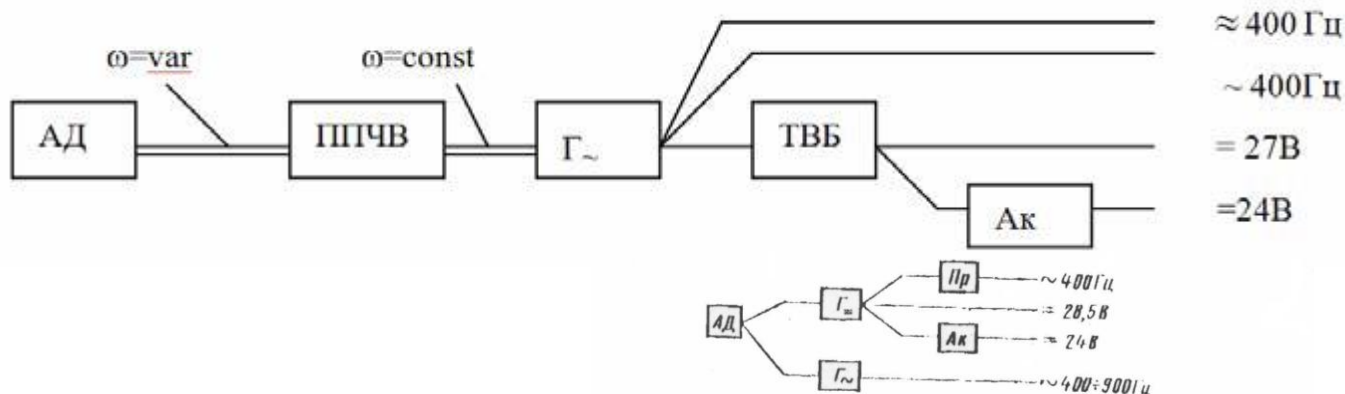 ≈ 400 Гц
ω=var
ω=const
~ 400Гц
АД
ППЧВ
Г~
ТВБ
= 27В
Ак
=24В
Пр
~400Гц
АД
Г=
= 28,5В
Ак
= 24В
Г~
~400÷900Гц